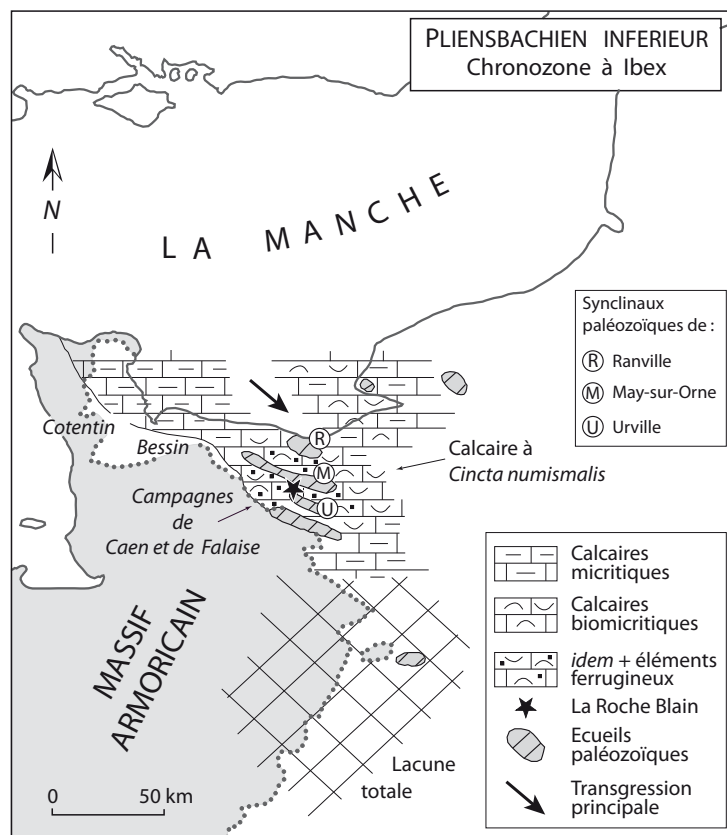 PLIENSBACHIEN INFERIEUR
Chronozone à Ibex
N
LA MANCHE
Synclinaux
paléozoïques de :
R Ranville
M May-sur-Orne
U Urville
Cotentin
Bessin
R
M
U
Calcaire à
Cincta numismalis
Campagnes
de
Caen et de Falaise
MASSIF
ARMORICAIN
Lacune
totale
0 50 km
Calcaires
micritiques
Calcaires
biomicritiques
idem + éléments
ferrugineux
La Roche Blain
Ecueils
paléozoïques
Transgression
principale